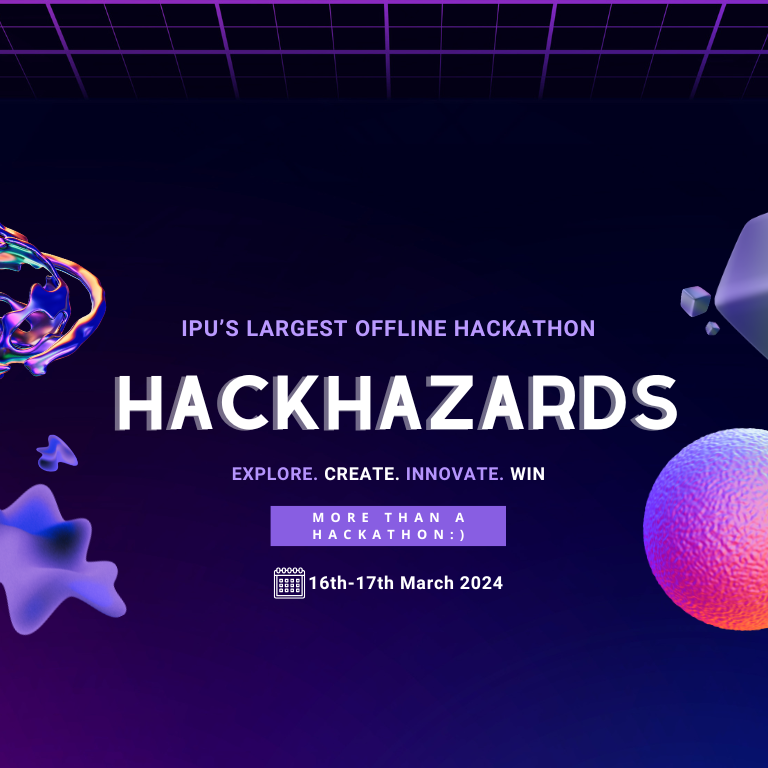 IPU’S LARGEST OFFLINE HACKATHON
HACKHAZARDS
EXPLORE. CREATE. INNOVATE. WIN
MORE THAN A
HACKATHON:)
16th-17th March 2024